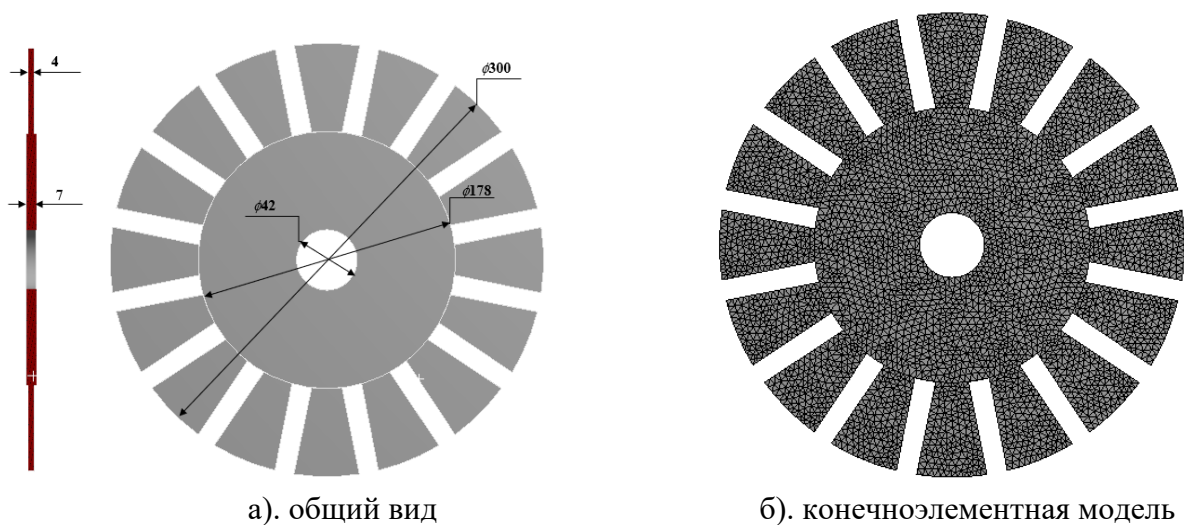 4
ϕ300
7
ϕ178
ϕ42
а). общий вид
б). конечноэлементная модель